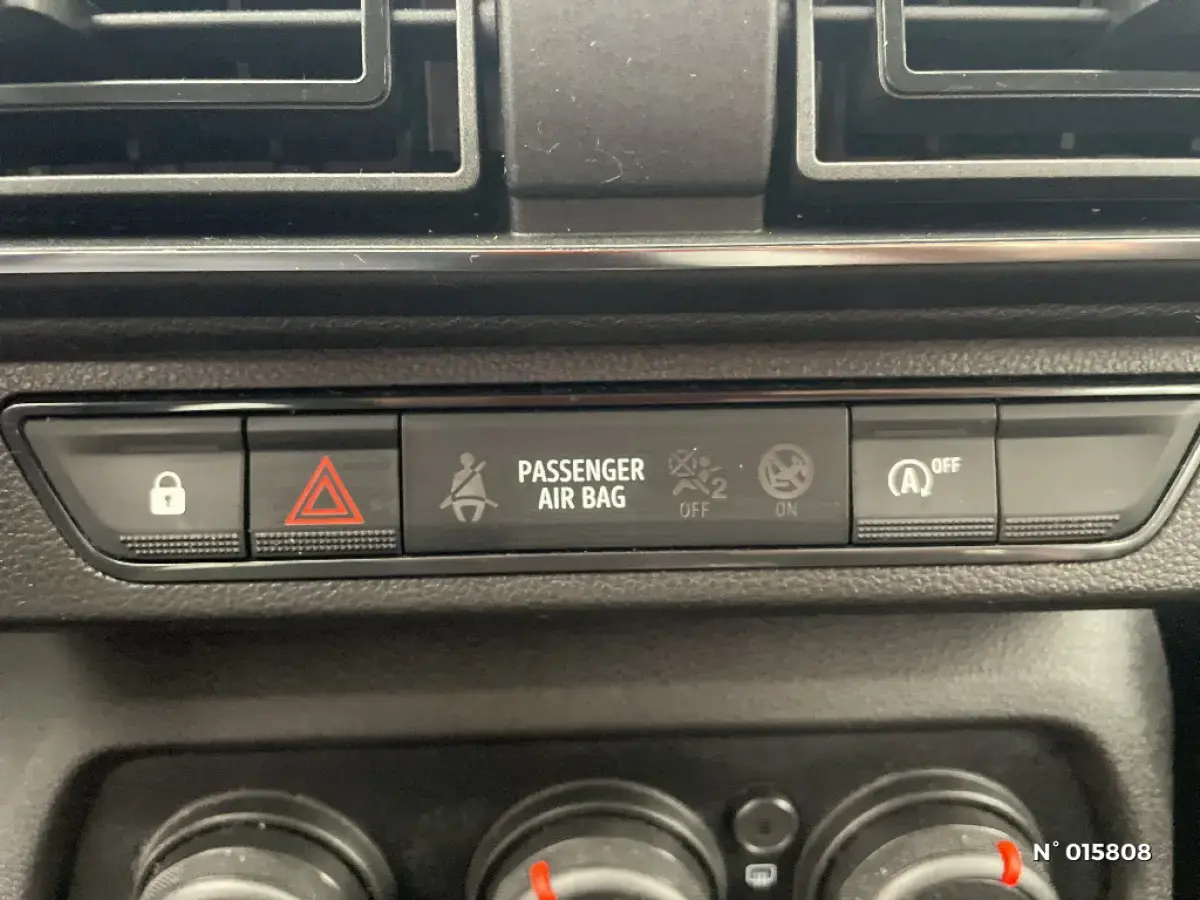 PASSENGER
AIR BAG
2
OFF
ON
A OFF
N° 015808